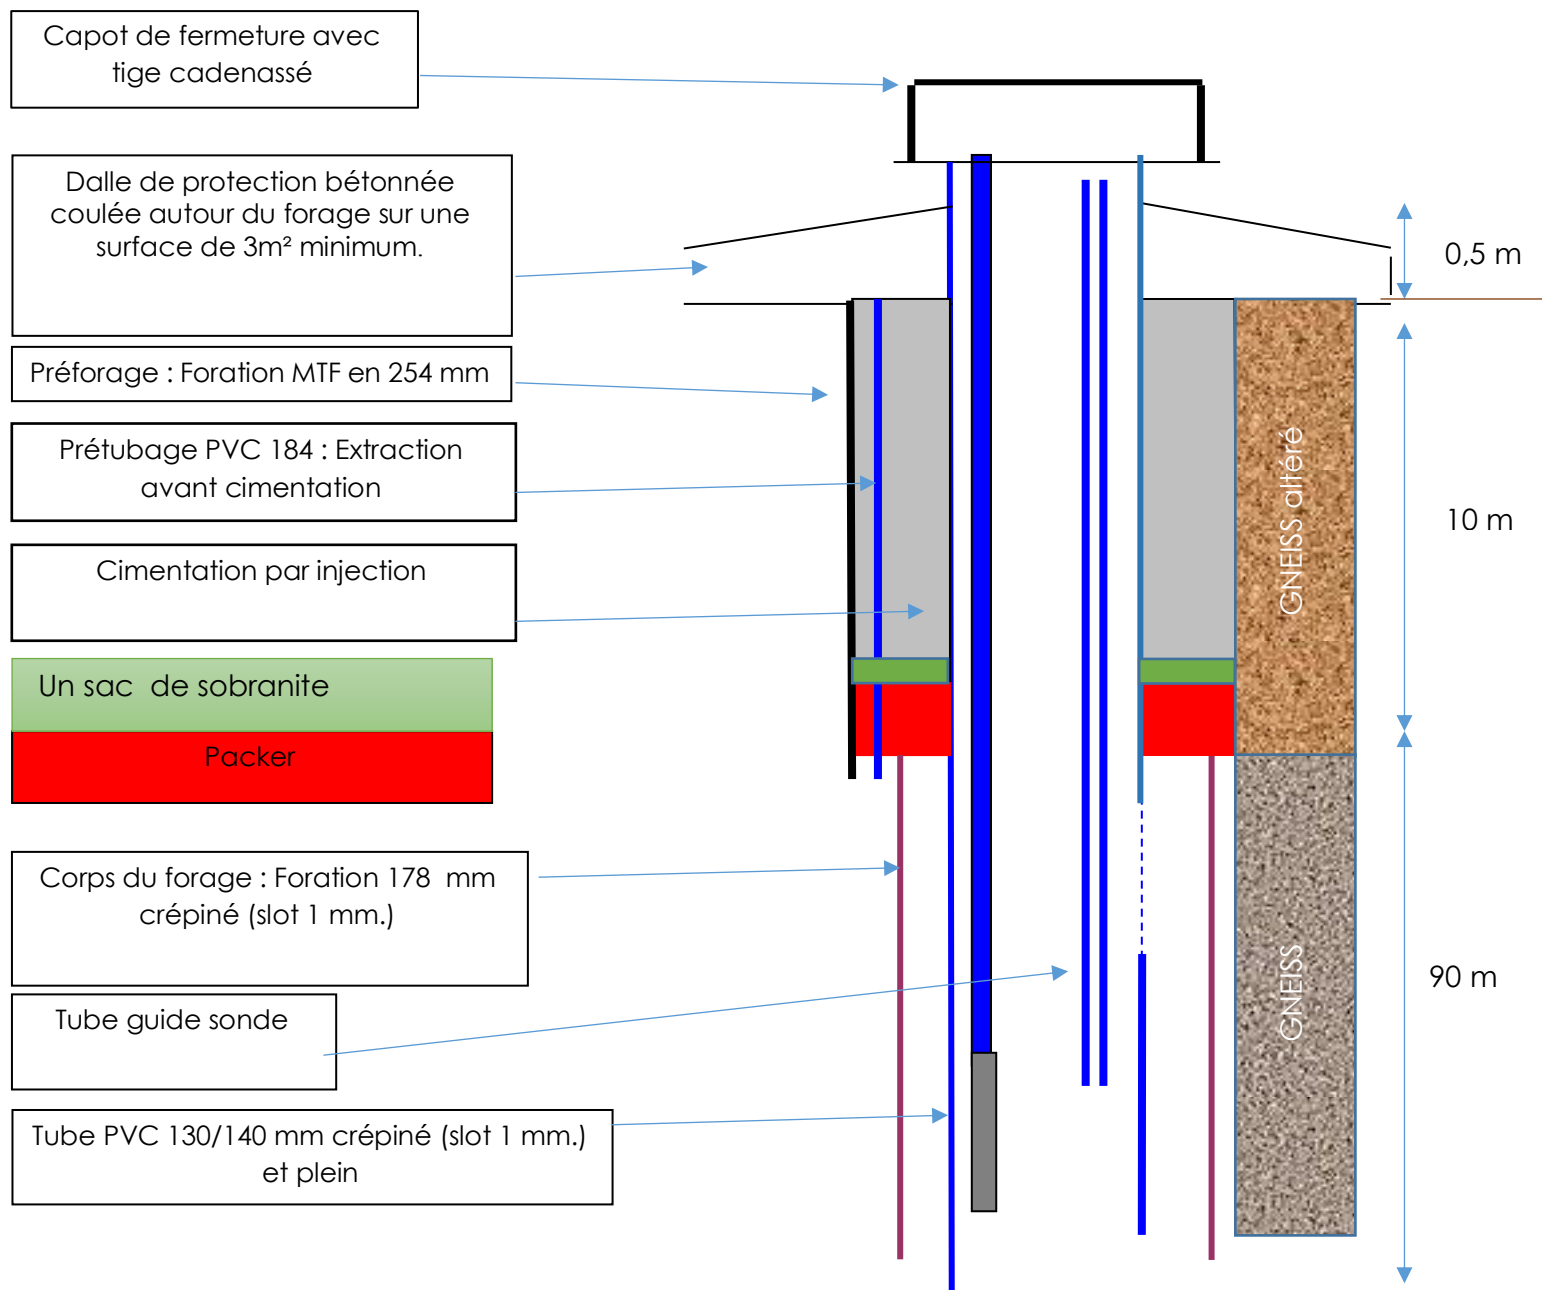 Capot de fermeture avec
tige cadenassé
Dalle de protection bétonnée
coulée autour du forage sur une
surface de 3m² minimum.
0,5 m
Préforage : Foration MTF en 254 mm
Prétubage PVC 184 : Extraction
avant cimentation
GNEISS altéré
10 m
Cimentation par injection
Un sac de sobranite
Packer
Corps du forage : Foration 178 mm
crépiné (slot 1 mm.)
GNEISS
90 m
Tube guide sonde
Tube PVC 130/140 mm crépiné (slot 1 mm.)
et plein